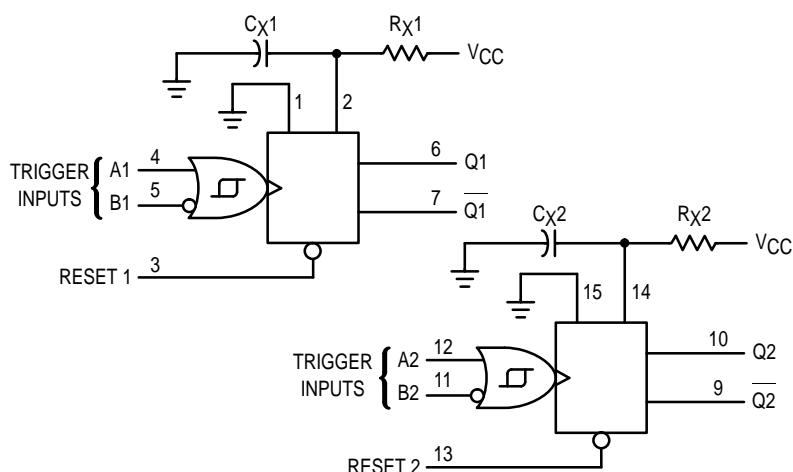 CX1 RX1
VCC
1 2
4 6
TRIGGER A1 Q1
INPUTS 5 7
B1 Q1
3
RESET 1
CX2 RX2
VCC
15 14
12 10
TRIGGER A2 Q2
INPUTS 11 9
B2 Q2
13
RESET 2